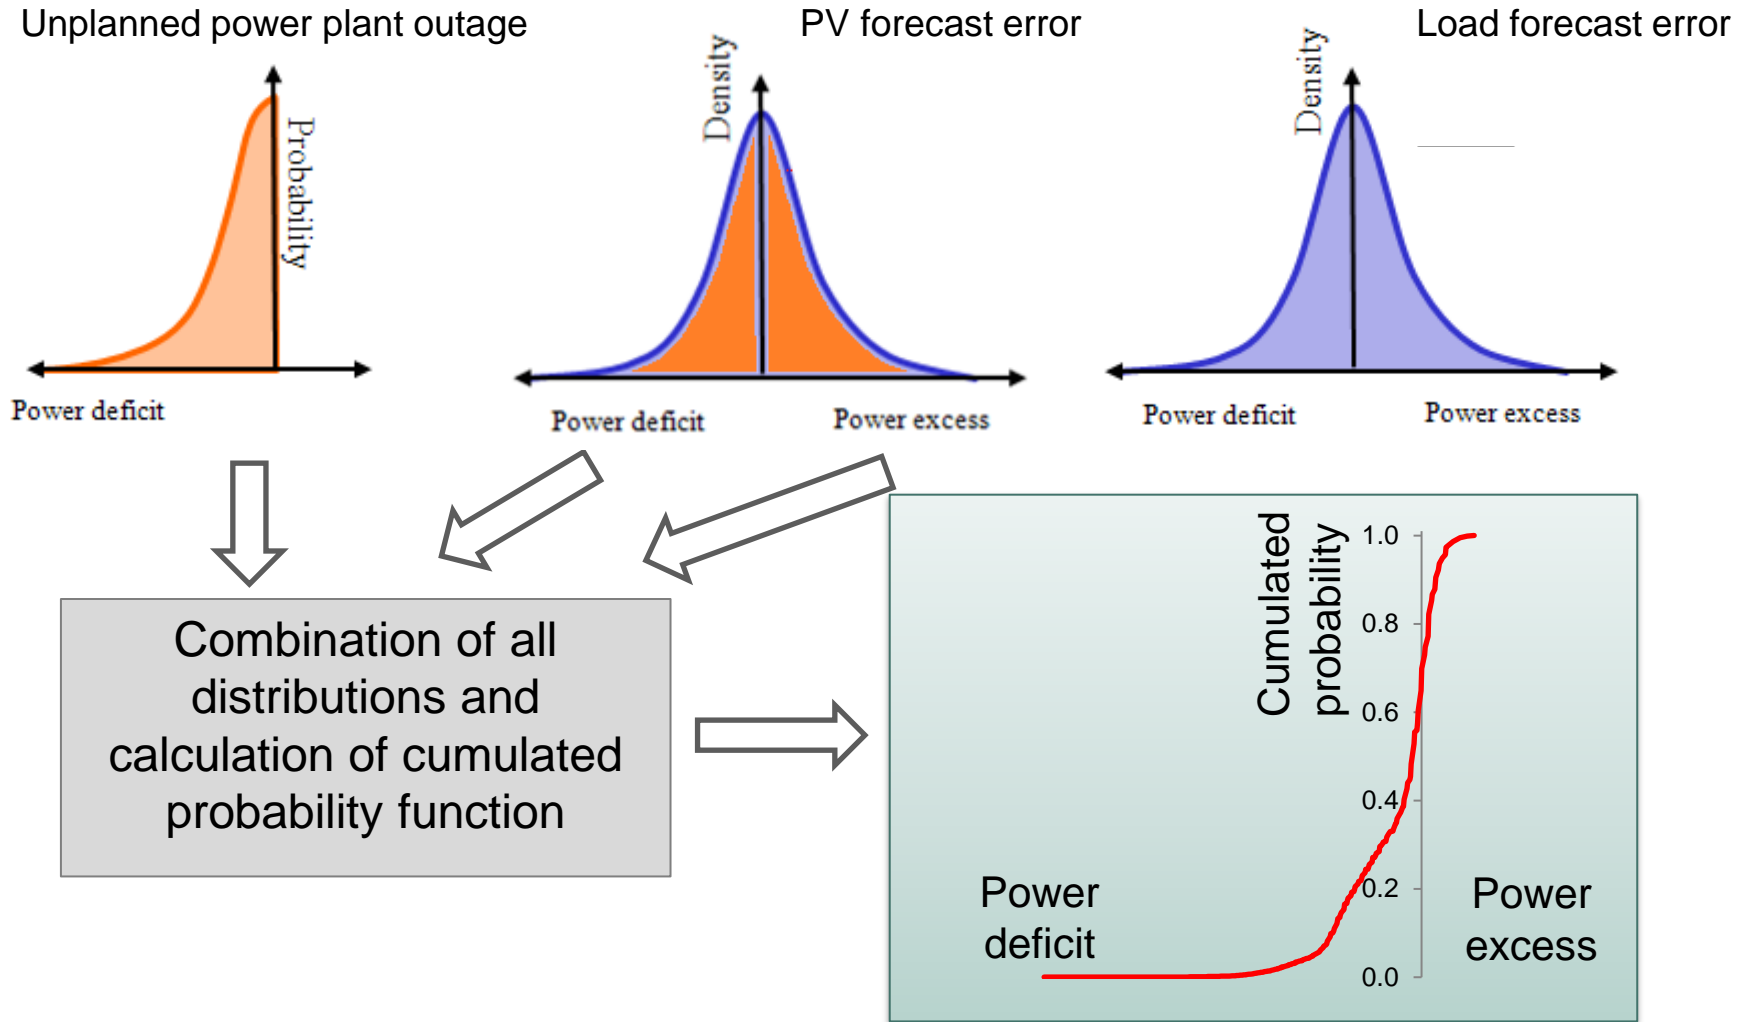 Unplanned power plant outage
PV forecast error
Load forecast error
Probability
Density
Density
Power deficit
Power deficit
Power excess
Power deficit
Power excess
Combination of all
distributions and
calculation of cumulated
probability function
Cumulated
probability
1.0
0.8
0.6
0.4
0.2
0.0
Power
deficit
Power
excess